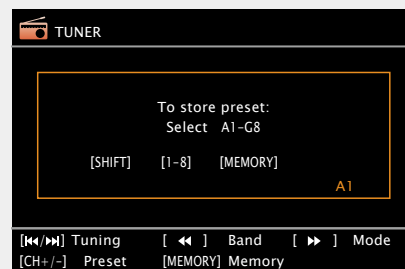 TUNER
To store preset:
Select A1-G8
[SHIFT] [1-8] [MEMORY]
A1
[⏮/⏭] Tuning [ ◀◀ ] Band [ ▶▶ ] Mode
[CH+/-] Preset [MEMORY] Memory